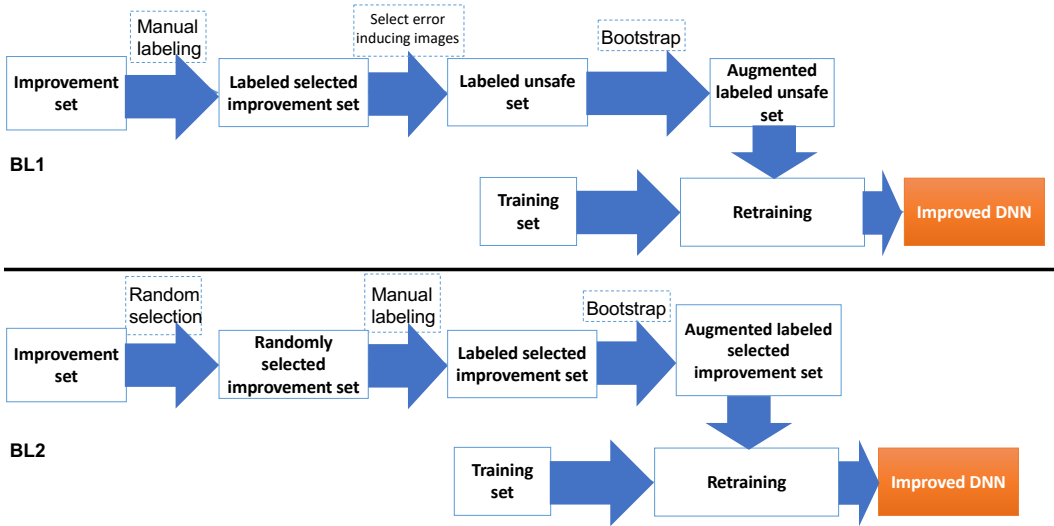 Manual
labeling
Select error
inducing images
Bootstrap
Improvement
set
Labeled selected
improvement set
Labeled unsafe
set
Augmented
labeled unsafe
set
BL1
Training
set
Retraining
Improved DNN
Random
selection
Manual
labeling
Bootstrap
Improvement
set
Randomly
selected
improvement set
Labeled selected
improvement set
Augmented labeled
selected
improvement set
BL2
Training
set
Retraining
Improved DNN